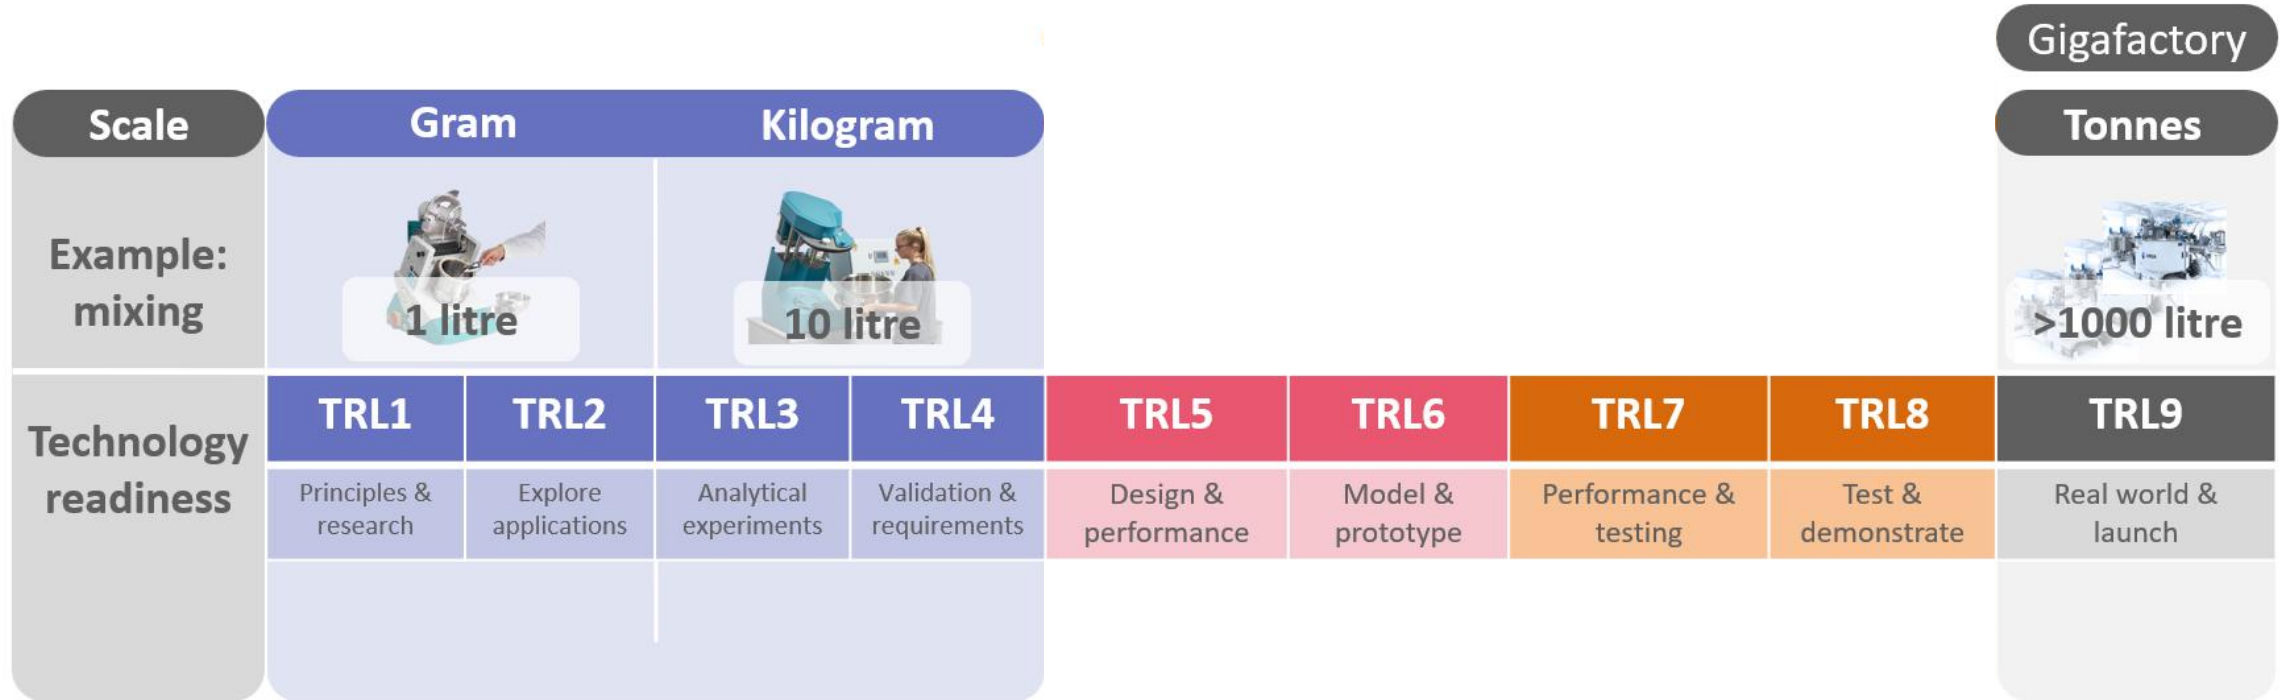 Gigafactory
Scale
Gram
Kilogram
Tonnes
Example:
mixing
1 litre
10 litre
>1000 litre
Technology
readiness
TRL1
TRL2
TRL3
TRL4
TRL5
TRL6
TRL7
TRL8
TRL9
Principles &
research
Explore
applications
Analytical
experiments
Validation &
requirements
Design &
performance
Model &
prototype
Performance &
testing
Test &
demonstrate
Real world &
launch